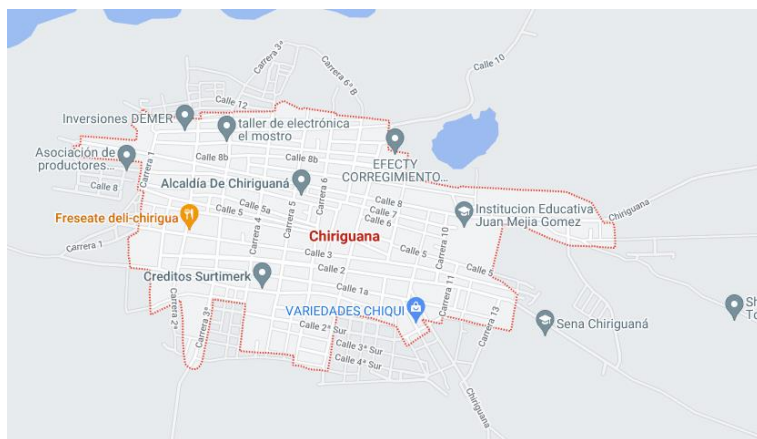 Carrera 3ª
Calle 10
Carrera 6ª B
Calle 12
Inversiones DEMER
taller de electrónica
el mostro
Asociación de
productores...
Carrera 1
Calle 8b
Calle 8b
EFECTY
CORREGIMIENTO...
Calle 8
Alcaldía De Chiriguaná
Carrera 6
Calle 8
Calle 7
Calle 6
Institucion Educativa
Juan Mejia Gomez
Chiriguana
Freseate deli-chirigua
Calle 5a
Calle 5
Carrera 4
Carrera 5
Chiriguana
Carrera 10
Carrera 1
Calle 3
Calle 5
Calle 2
Calle 5
Creditos Surtimerk
Calle 1a
Carrera 11
VARIEDADES CHIQUI
Carrera 13
Sh
To
Carrera 2ª
Carrera 3ª
Calle 2ª Sur
Sena Chiriguaná
Calle 3ª Sur
Calle 4ª Sur
Chiriguana